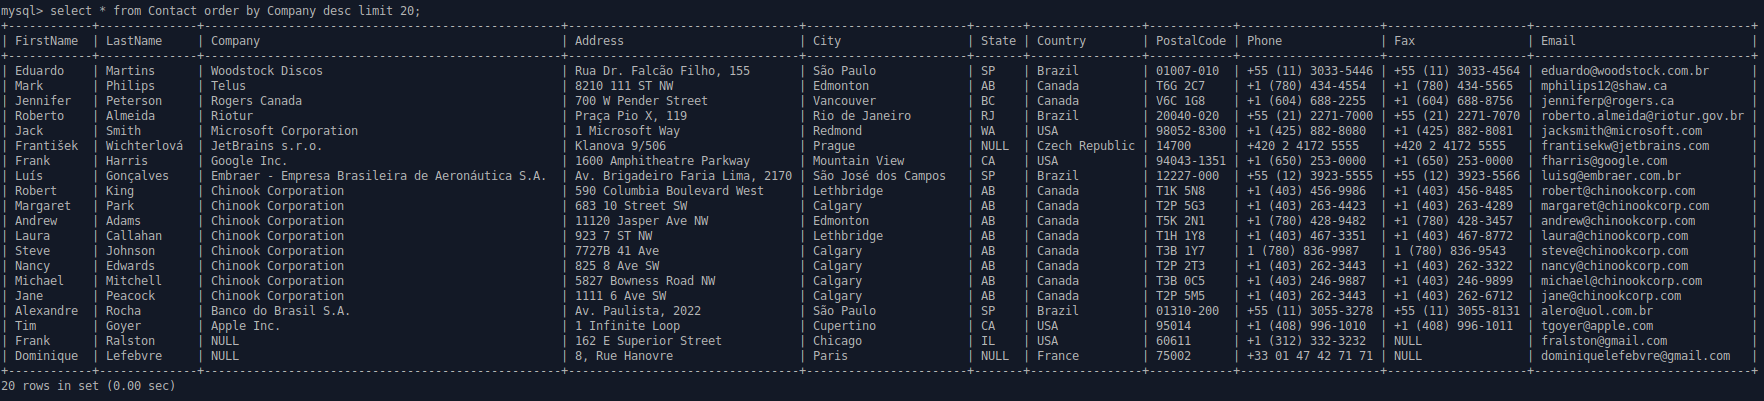 mysql> select * from Contact order by Company desc limit 20;
+------------+-------------+---------------------------------------------------+---------------------------------+-----------------------+-------+----------------+------------+--------------------+--------------------+-------------------------------+
| FirstName  | LastName    | Company                                           | Address                         | City                  | State | Country        | PostalCode | Phone              | Fax                | Email                         |
+------------+-------------+---------------------------------------------------+---------------------------------+-----------------------+-------+----------------+------------+--------------------+--------------------+-------------------------------+
| Eduardo    | Martins     | Woodstock Discos                                  | Rua Dr. Falcão Filho, 155       | São Paulo             | SP    | Brazil         | 01007-010  | +55 (11) 3033-5446 | +55 (11) 3033-4564 | eduardo@woodstock.com.br      |
| Mark       | Philips     | Telus                                             | 8210 111 ST NW                  | Edmonton              | AB    | Canada         | T6G 2C7    | +1 (780) 434-4554  | +1 (780) 434-5565  | mphilips12@shaw.ca            |
| Jennifer   | Peterson    | Rogers Canada                                     | 700 W Pender Street             | Vancouver             | BC    | Canada         | V6C 1G8    | +1 (604) 688-2255  | +1 (604) 688-8756  | jenniferp@rogers.ca           |
| Roberto    | Almeida     | Riotur                                            | Praça Pio X, 119                | Rio de Janeiro        | RJ    | Brazil         | 20040-020  | +55 (21) 2271-7000 | +55 (21) 2271-7070 | roberto.almeida@riotur.gov.br |
| Jack       | Smith       | Microsoft Corporation                             | 1 Microsoft Way                 | Redmond               | WA    | USA            | 98052-8300 | +1 (425) 882-8080  | +1 (425) 882-8081  | jacksmith@microsoft.com       |
| František  | Wichterlová | JetBrains s.r.o.                                  | Klanova 9/506                   | Prague                | NULL  | Czech Republic | 14700      | +420 2 4172 5555   | +420 2 4172 5555   | frantisekw@jetbrains.com      |
| Frank      | Harris      | Google Inc.                                       | 1600 Amphitheatre Parkway       | Mountain View         | CA    | USA            | 94043-1351 | +1 (650) 253-0000  | +1 (650) 253-0000  | fharris@google.com            |
| Luís       | Gonçalves   | Embraer - Empresa Brasileira de Aeronáutica S.A.  | Av. Brigadeiro Faria Lima, 2170 | São José dos Campos   | SP    | Brazil         | 12227-000  | +55 (12) 3923-5555 | +55 (12) 3923-5566 | luisg@embraer.com.br          |
| Robert     | King        | Chinook Corporation                               | 590 Columbia Boulevard West     | Lethbridge            | AB    | Canada         | T1K 5N8    | +1 (403) 456-9986  | +1 (403) 456-8485  | robert@chinookcorp.com        |
| Margaret   | Park        | Chinook Corporation                               | 683 10 Street SW                | Calgary               | AB    | Canada         | T2P 5G3    | +1 (403) 263-4423  | +1 (403) 263-4289  | margaret@chinookcorp.com      |
| Andrew     | Adams       | Chinook Corporation                               | 11120 Jasper Ave NW             | Edmonton              | AB    | Canada         | T5K 2N1    | +1 (780) 428-9482  | +1 (780) 428-3457  | andrew@chinookcorp.com        |
| Laura      | Callahan    | Chinook Corporation                               | 923 7 ST NW                     | Lethbridge            | AB    | Canada         | T1H 1Y8    | +1 (403) 467-3351  | +1 (403) 467-8772  | laura@chinookcorp.com         |
| Steve      | Johnson     | Chinook Corporation                               | 7727B 41 Ave                    | Calgary               | AB    | Canada         | T3B 1Y7    | 1 (780) 836-9987   | 1 (780) 836-9543   | steve@chinookcorp.com         |
| Nancy      | Edwards     | Chinook Corporation                               | 825 8 Ave SW                    | Calgary               | AB    | Canada         | T2P 2T3    | +1 (403) 262-3443  | +1 (403) 262-3322  | nancy@chinookcorp.com         |
| Michael    | Mitchell    | Chinook Corporation                               | 5827 Bowness Road NW            | Calgary               | AB    | Canada         | T3B 0C5    | +1 (403) 246-9887  | +1 (403) 246-9899  | michael@chinookcorp.com       |
| Jane       | Peacock     | Chinook Corporation                               | 1111 6 Ave SW                   | Calgary               | AB    | Canada         | T2P 5M5    | +1 (403) 262-3443  | +1 (403) 262-6712  | jane@chinookcorp.com          |
| Alexandre  | Rocha       | Banco do Brasil S.A.                              | Av. Paulista, 2022              | São Paulo             | SP    | Brazil         | 01310-200  | +55 (11) 3055-3278 | +55 (11) 3055-8131 | alero@uol.com.br              |
| Tim        | Goyer       | Apple Inc.                                        | 1 Infinite Loop                 | Cupertino             | CA    | USA            | 95014      | +1 (408) 996-1010  | +1 (408) 996-1011  | tgoyer@apple.com              |
| Frank      | Ralston     | NULL                                              | 162 E Superior Street           | Chicago               | IL    | USA            | 60611      | +1 (312) 332-3232  | NULL               | fralston@gmail.com            |
| Dominique  | Lefebvre    | NULL                                              | 8, Rue Hanovre                  | Paris                 | NULL  | France         | 75002      | +33 01 47 42 71 71 | NULL               | dominiquelefebvre@gmail.com   |
+------------+-------------+---------------------------------------------------+---------------------------------+-----------------------+-------+----------------+------------+--------------------+--------------------+-------------------------------+
20 rows in set (0.00 sec)